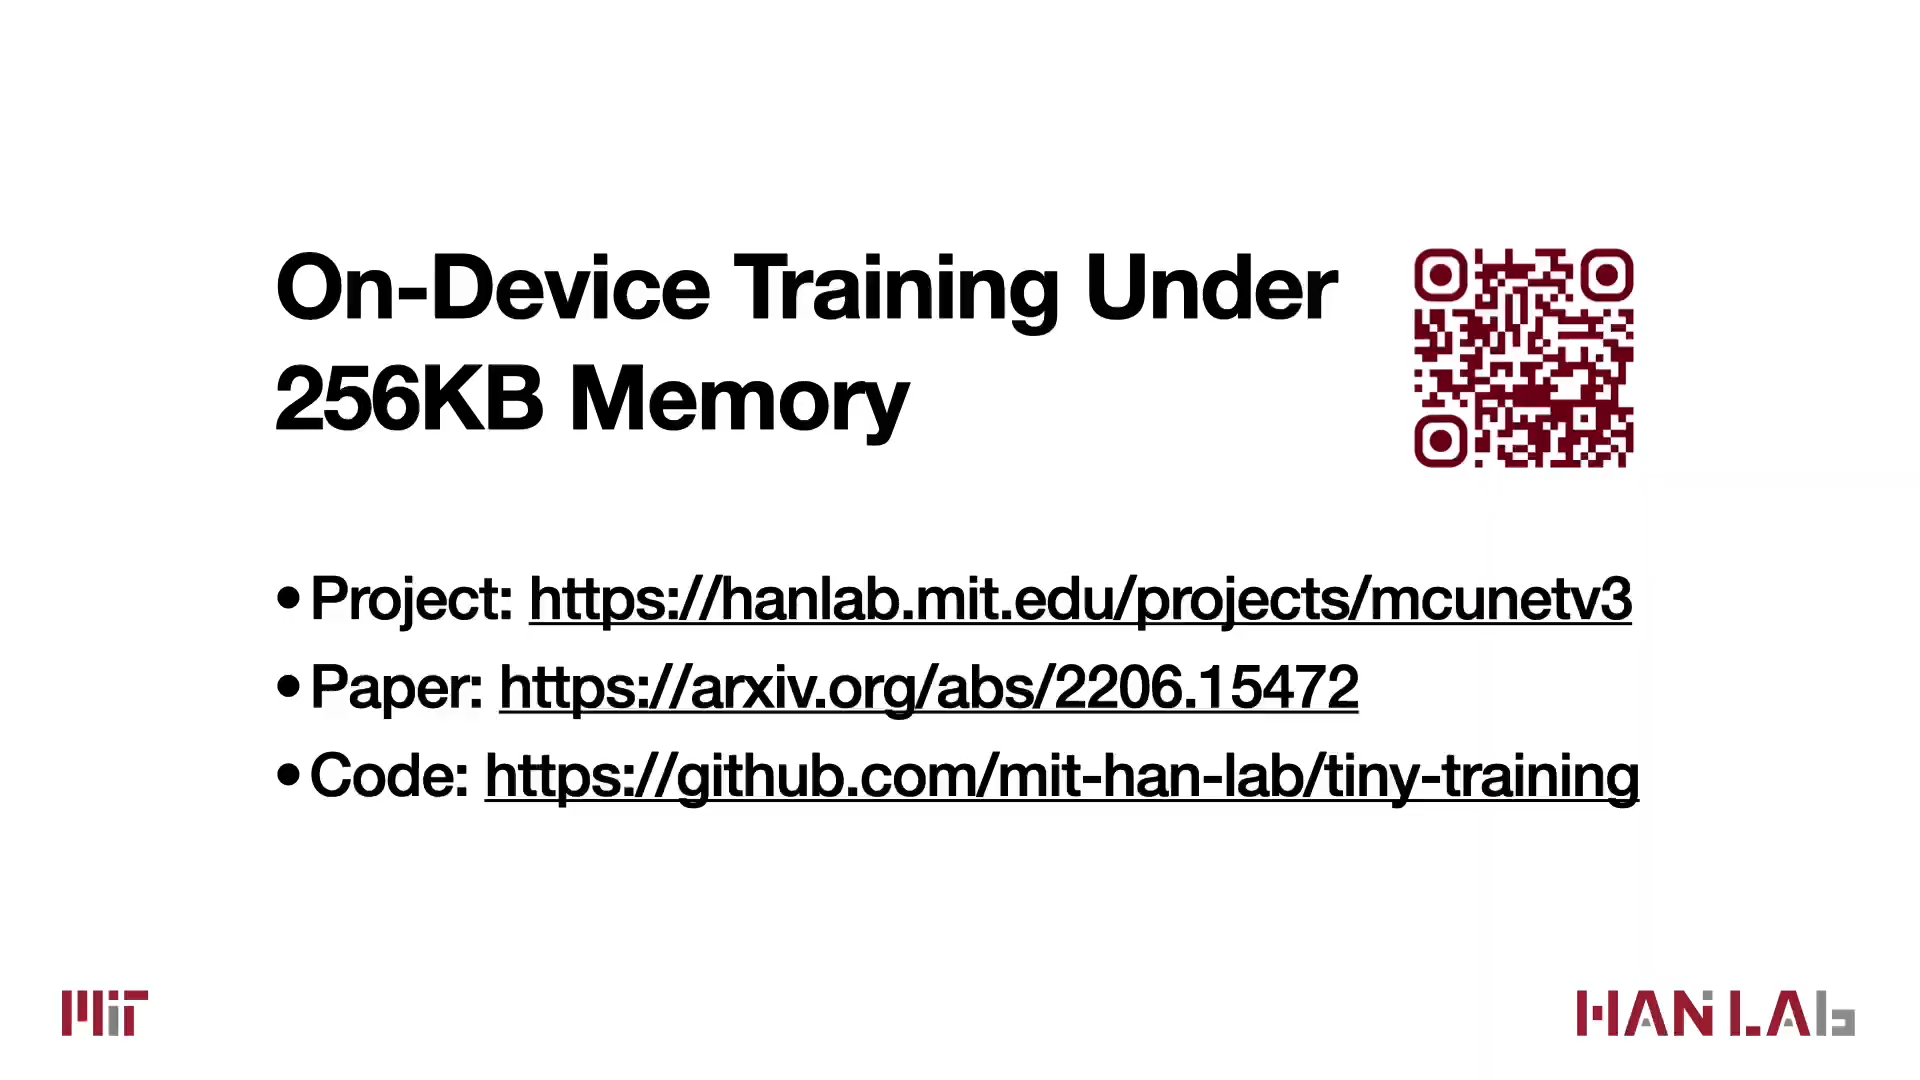 On-Device Training Under
256KB Memory
• Project: https://hanlab.mit.edu/projects/mcunetv3
• Paper: https://arxiv.org/abs/2206.15472
• Code: https://github.com/mit-han-lab/tiny-training
MIT
HAN LAb